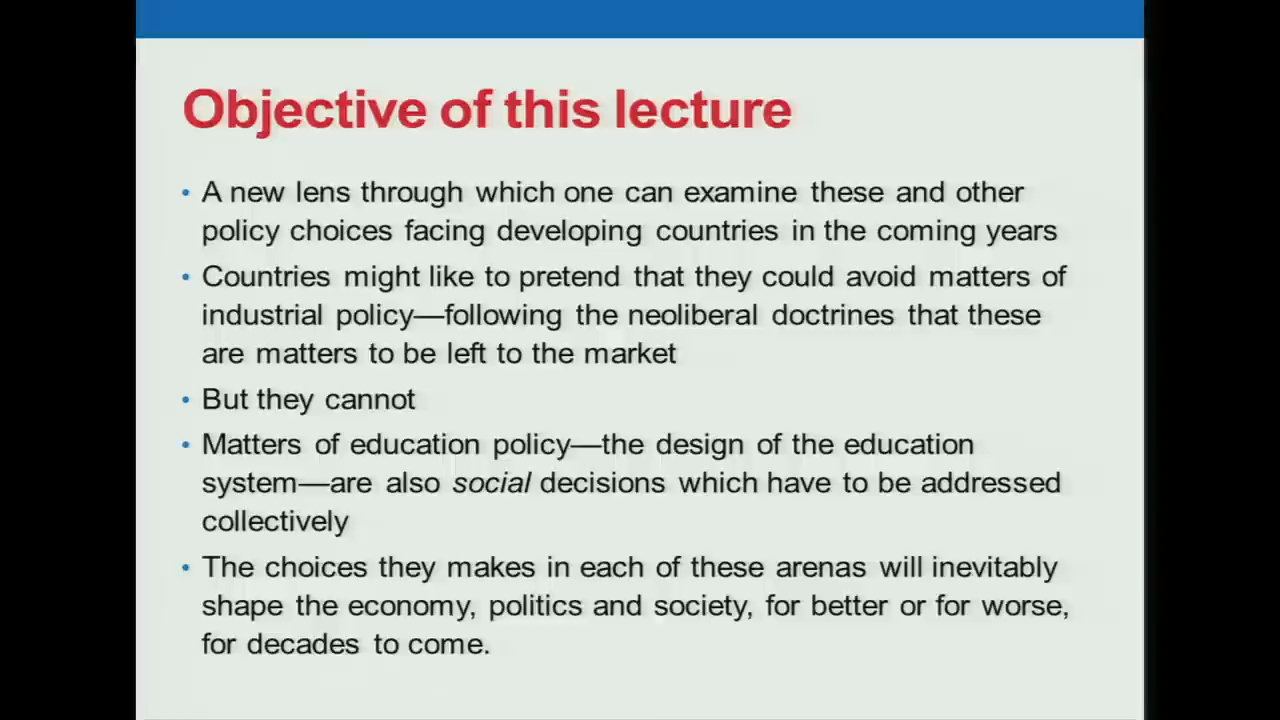 Objective of this lecture
• A new lens through which one can examine these and other
policy choices facing developing countries in the coming years
• Countries might like to pretend that they could avoid matters of
industrial policy—following the neoliberal doctrines that these
are matters to be left to the market
• But they cannot
• Matters of education policy—the design of the education
system—are also social decisions which have to be addressed
collectively
• The choices they makes in each of these arenas will inevitably
shape the economy, politics and society, for better or for worse,
for decades to come.